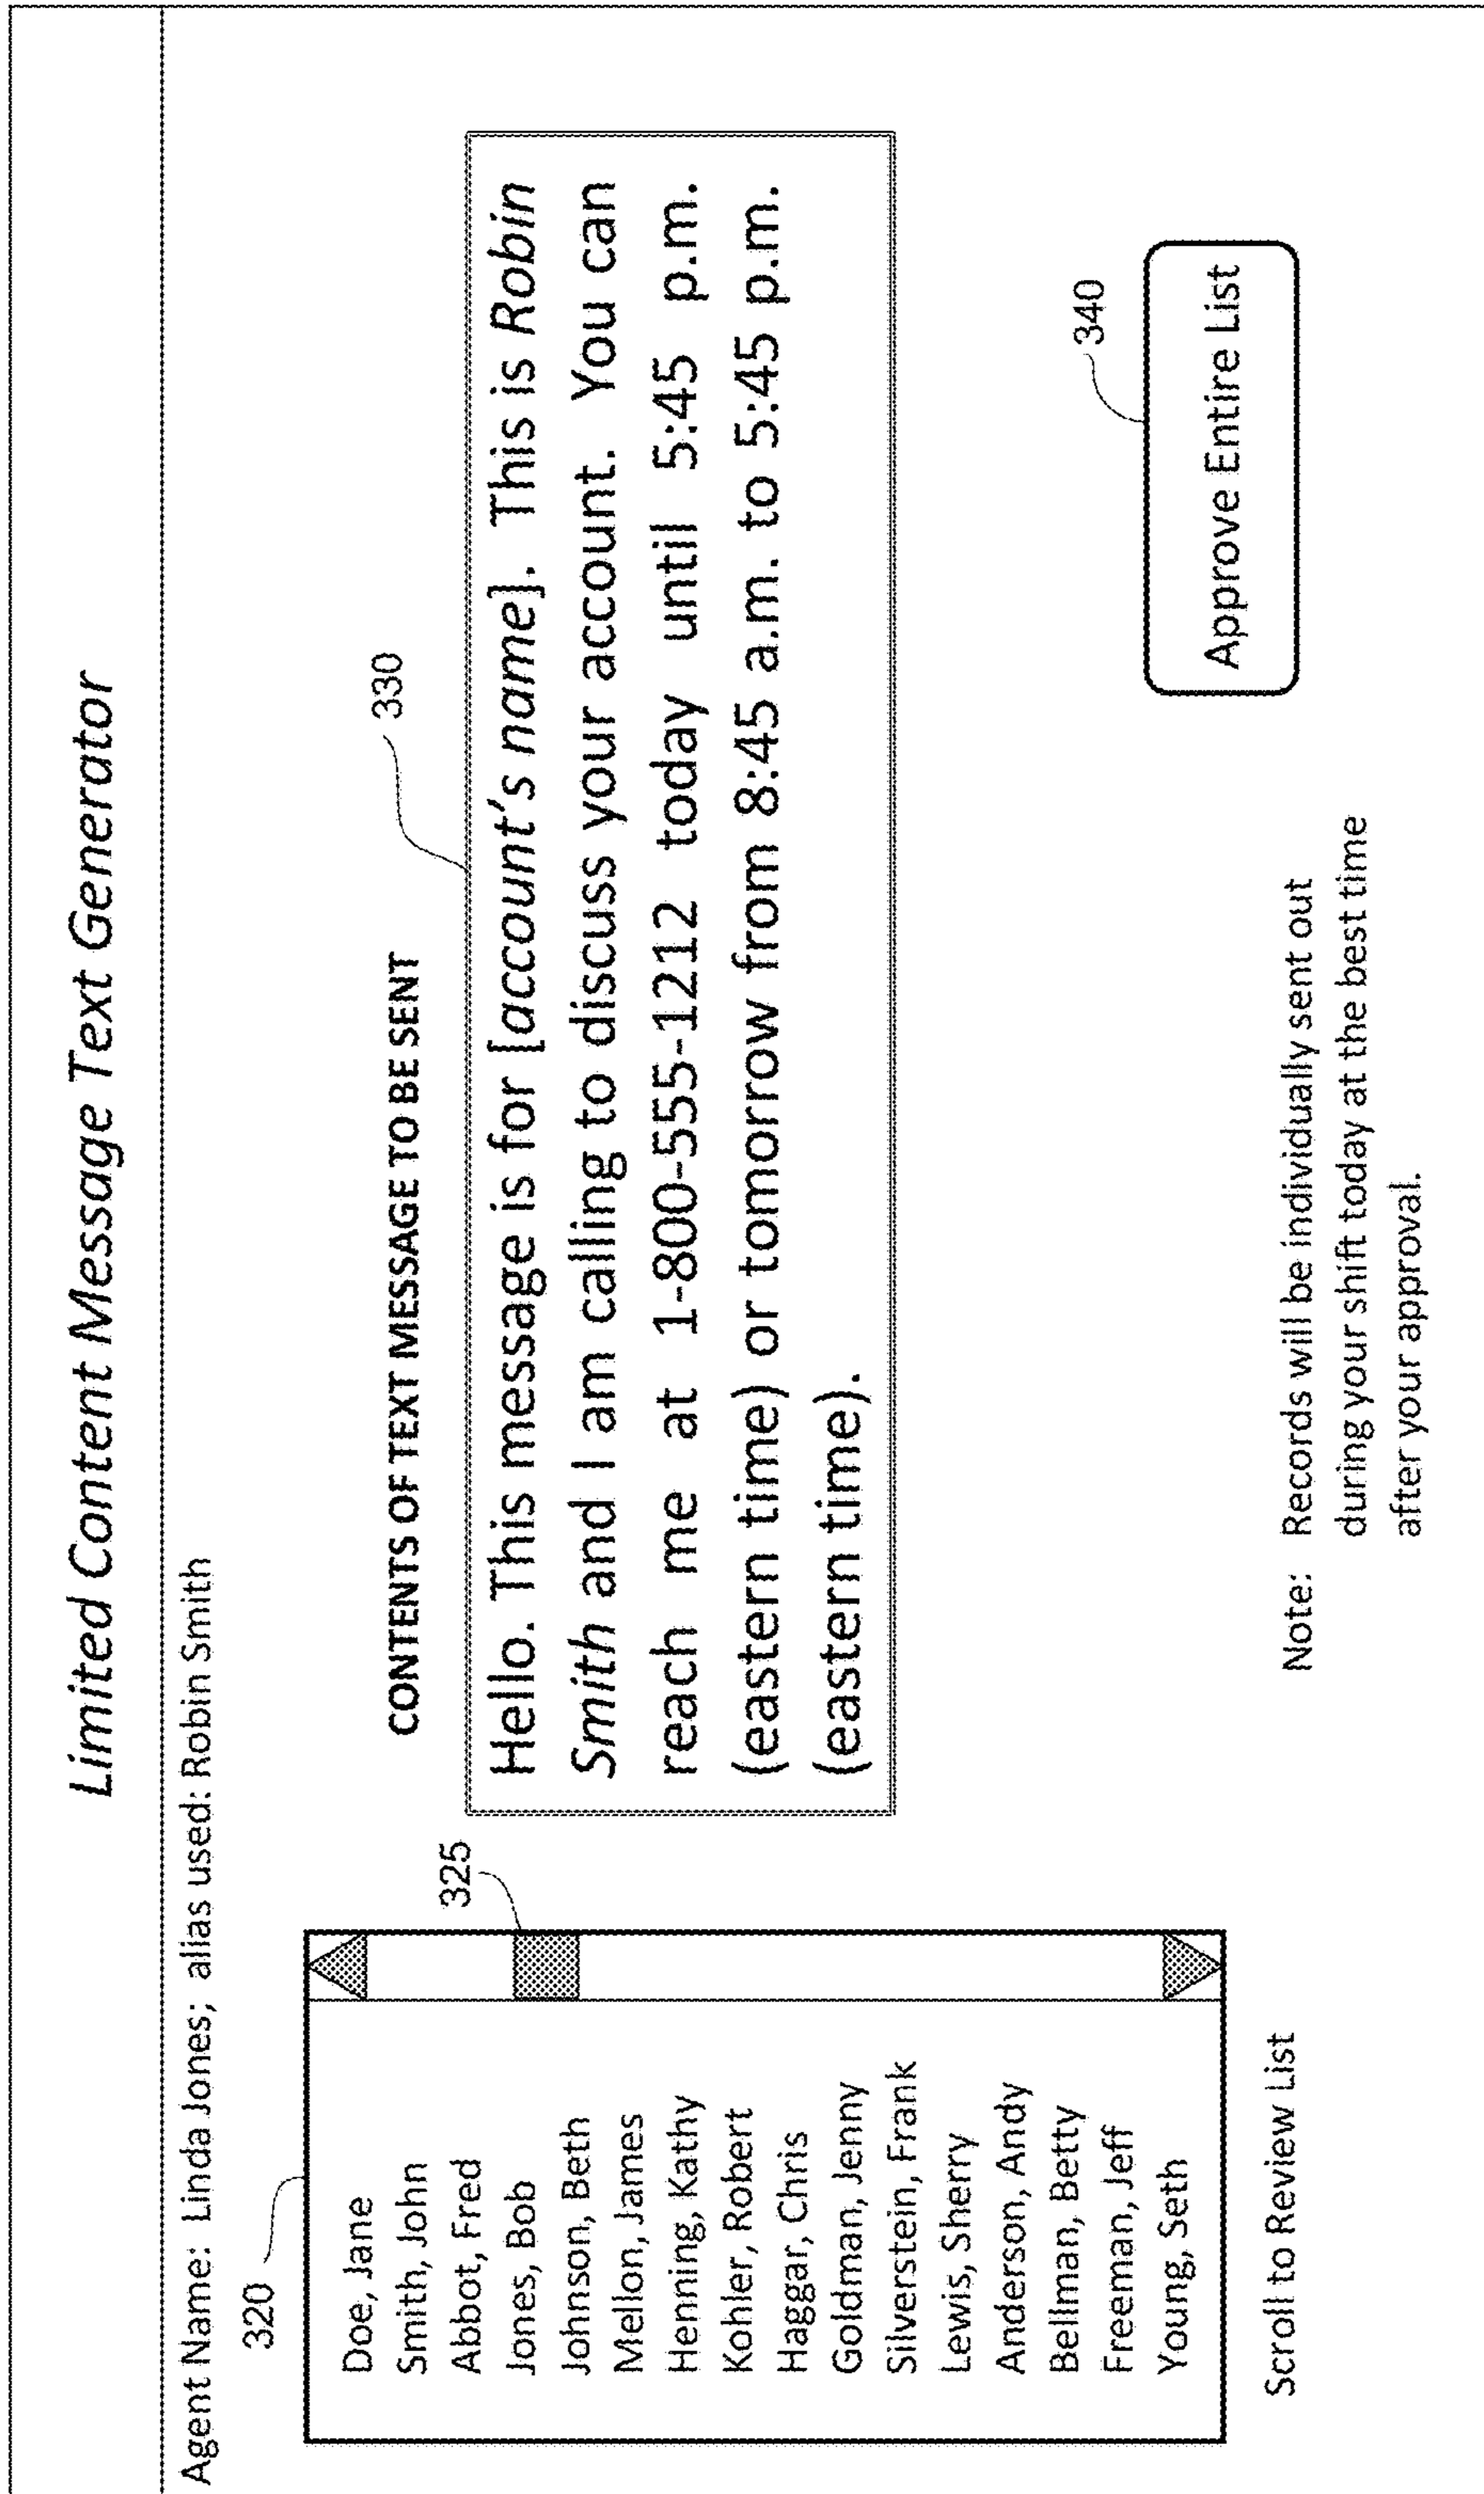 Limited Content Message Text Generator
Agent Name: Linda Jones; alias used: Robin Smith
320
Doe, Jane
Smith, John
Abbot, Fred
Jones, Bob
Johnson, Beth
Mellon, James
Henning, Kathy
Kohler, Robert
Haggar, Chris
Goldman, Jenny
Silverstein, Frank
Lewis, Sherry
Anderson, Andy
Bellman, Betty
Freeman, Jeff
Young, Seth
Scroll to Review List
325
CONTENTS OF TEXT MESSAGE TO BE SENT
330
Hello. This message is for [account's name]. This is Robin
Smith and I am calling to discuss your account. You can
reach me at 1-800-555-1212 today until 5:45 p.m.
(eastern time) or tomorrow from 8:45 a.m. to 5:45 p.m.
(eastern time).
340
Approve Entire List
Note: Records will be individually sent out
during your shift today at the best time
after your approval.